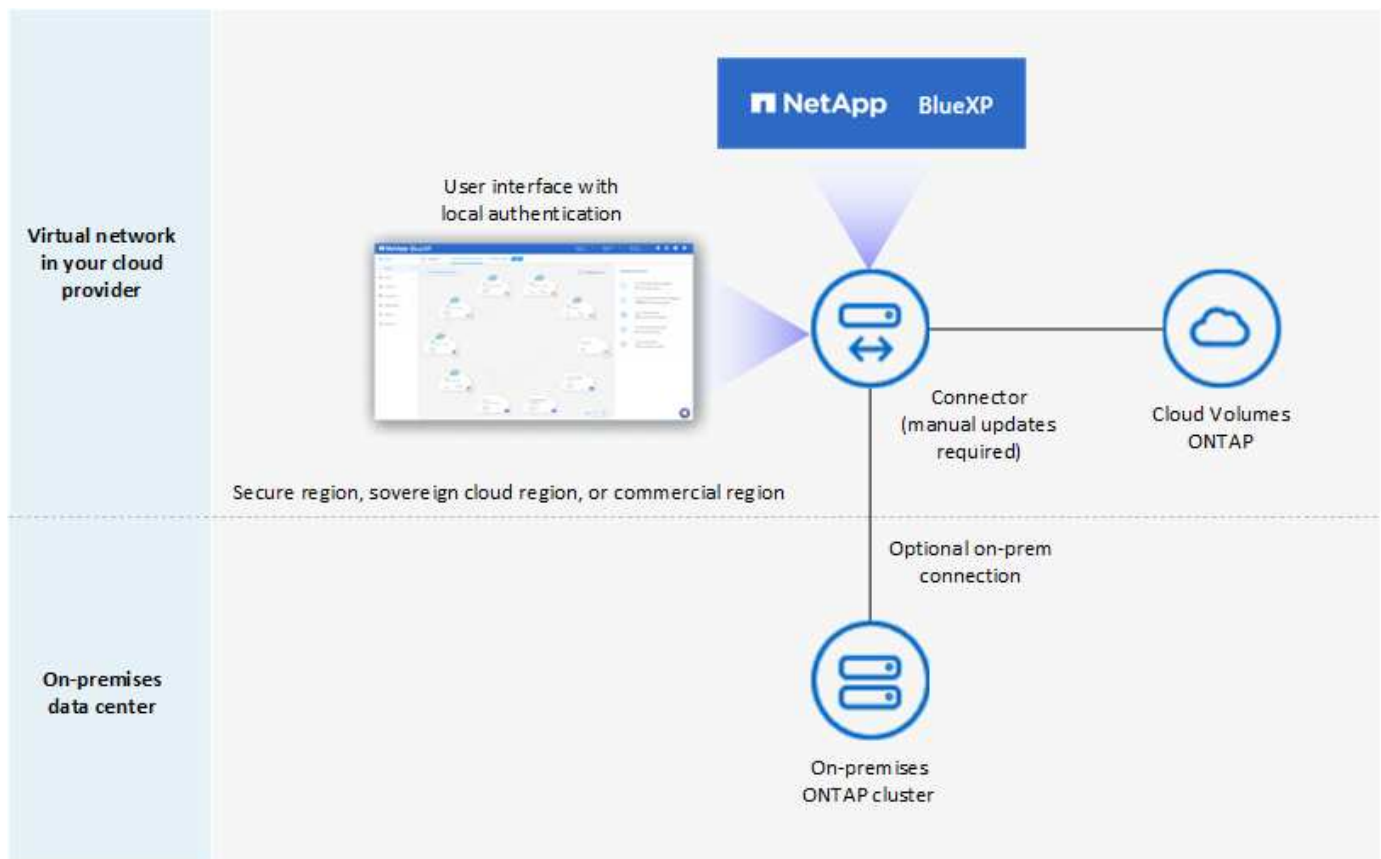 NetApp BlueXP
User interface with
local authentication
Virtual network
in your cloud
provider
Connector
(manual updates
required)
Cloud Volumes
ONTAP
Secure region, sovereign cloud region, or commercial region
Optional on-prem
connection
On-premises
data center
On-premises
ONTAP cluster